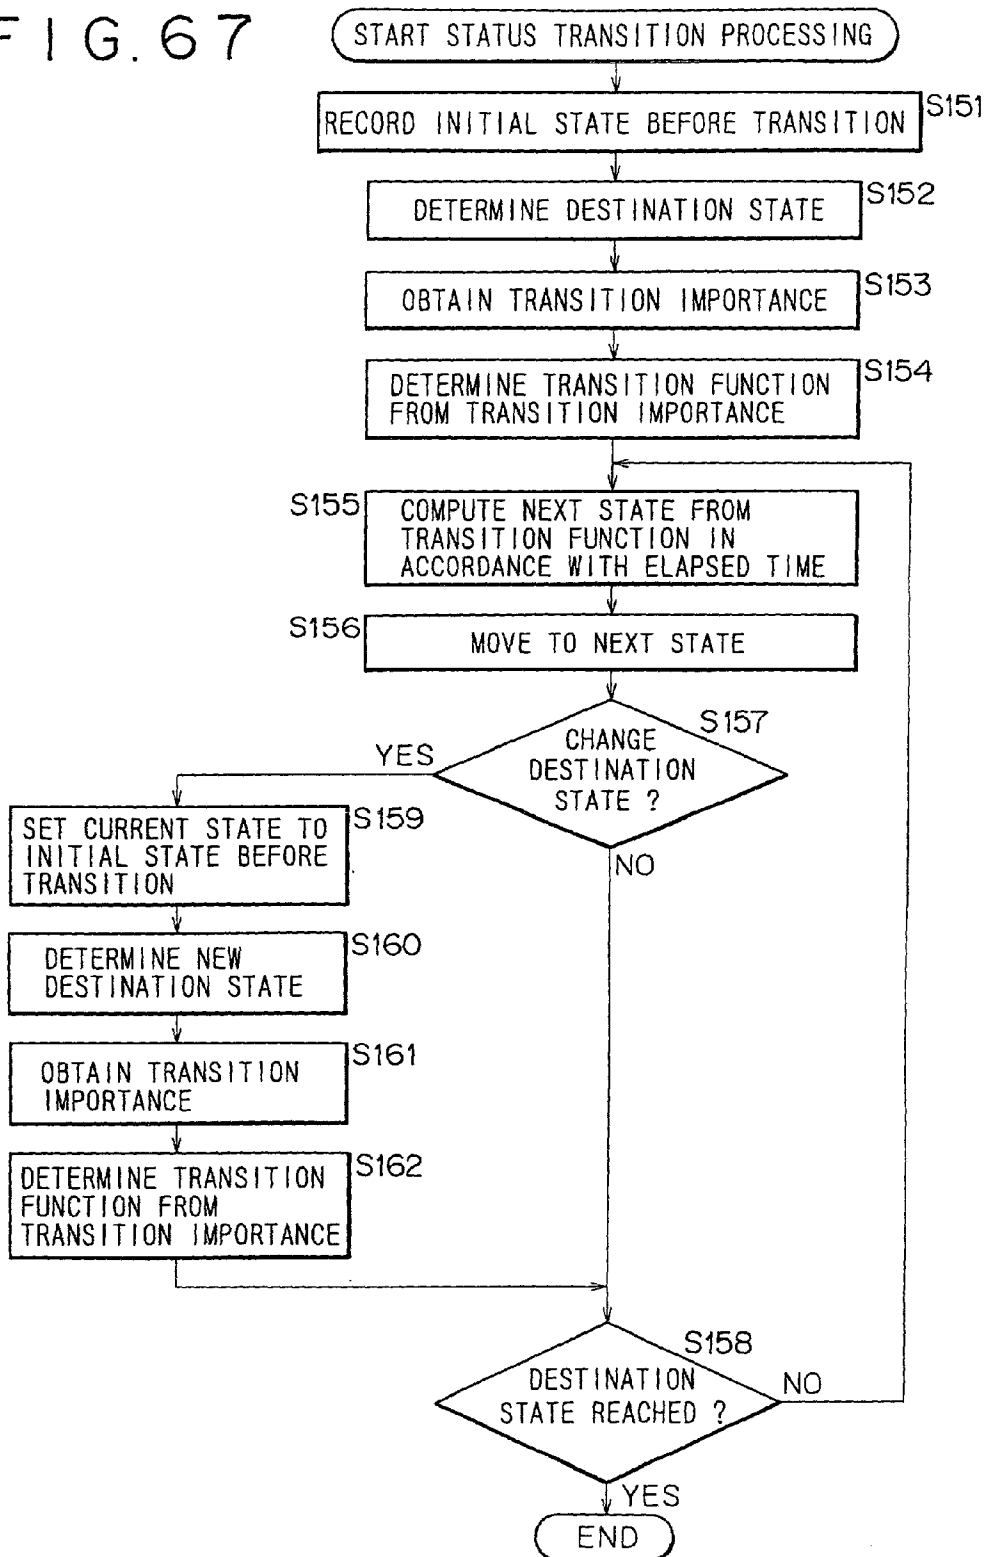 FIG.67
START STATUS TRANSITION PROCESSING
RECORD INITIAL STATE BEFORE TRANSITION
S151
DETERMINE DESTINATION STATE
S152
OBTAIN TRANSITION IMPORTANCE
S153
DETERMINE TRANSITION FUNCTION
FROM TRANSITION IMPORTANCE
S154
S155
COMPUTE NEXT STATE FROM
TRANSITION FUNCTION IN
ACCORDANCE WITH ELAPSED TIME
S156
MOVE TO NEXT STATE
S157
CHANGE
DESTINATION
STATE ?
YES
NO
SET CURRENT STATE TO
INITIAL STATE BEFORE
TRANSITION
S159
DETERMINE NEW
DESTINATION STATE
S160
OBTAIN TRANSITION
IMPORTANCE
S161
DETERMINE TRANSITION
FUNCTION FROM
TRANSITION IMPORTANCE
S162
S158
DESTINATION
STATE REACHED ?
NO
YES
END